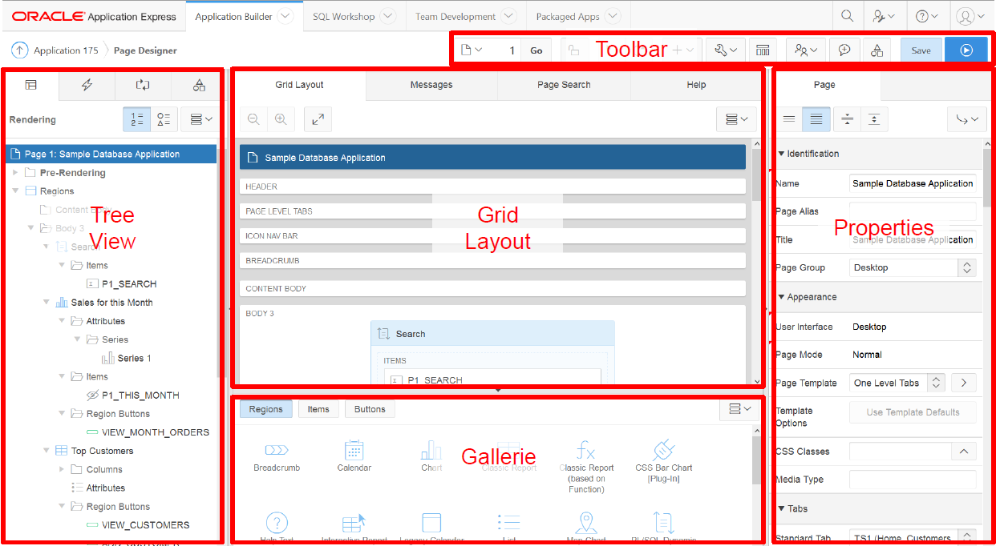 ORACLE Application Express
Application Builder
SQL Workshop
Team Development
Packaged Apps
Application 175
Page Designer
1
Go
Toolbar
Save
Rendering
Page 1: Sample Database Application
Pre-Rendering
Regions
Content Body
Tree
View
Body 3
Search
Items
P1_SEARCH
Sales for this Month
Attributes
Series
Series 1
Items
P1_THIS_MONTH
Region Buttons
VIEW_MONTH_ORDERS
Top Customers
Columns
Attributes
Region Buttons
VIEW_CUSTOMERS
ADD_CUSTOMER
Grid Layout
Messages
Page Search
Help
Sample Database Application
HEADER
PAGE LEVEL TABS
ICON NAV BAR
BREADCRUMB
CONTENT BODY
BODY 3
Grid
Layout
Search
ITEMS
P1_SEARCH
Regions
Items
Buttons
Gallerie
Breadcrumb
Calendar
Chart
Classic Report
Classic Report
(based on
Function)
CSS Bar Chart
[Plug-In]
Help Text
Interactive Report
Legacy Calendar
List
Map Chart
PL/SQL Dynamic
Page
Identification
Name
Sample Database Application
Page Alias
Properties
Title
Sample Database Application
Page Group
Desktop
Appearance
User Interface
Desktop
Page Mode
Normal
Page Template
One Level Tabs
Template
Options
Use Template Defaults
CSS Classes
Media Type
Tabs
Standard Tab
TS1 (Home, Customers,